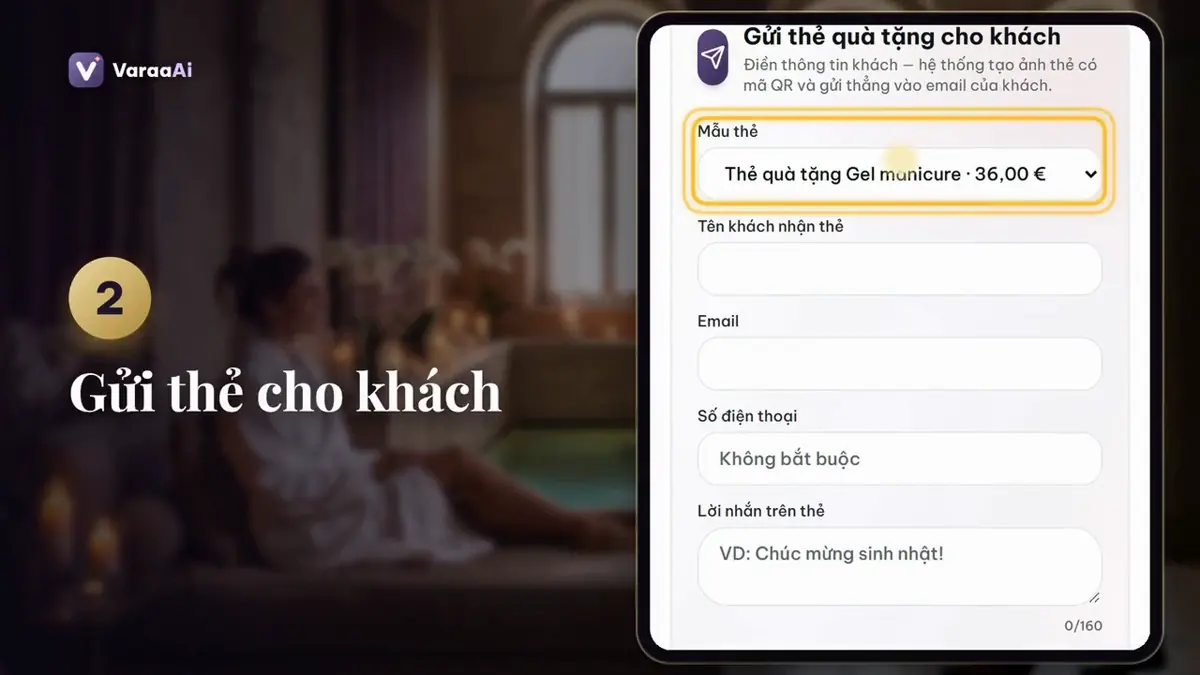 VaraaAi
2
Gửi thẻ cho khách
Gửi thẻ quà tặng cho khách
Điền thông tin khách – hệ thống tạo ảnh thẻ có
mã QR và gửi thẳng vào email của khách.
Mẫu thẻ
Thẻ quà tặng Gel manicure · 36,00 €
Tên khách nhận thẻ
Email
Số điện thoại
Không bắt buộc
Lời nhắn trên thẻ
VD: Chúc mừng sinh nhật!
0/160